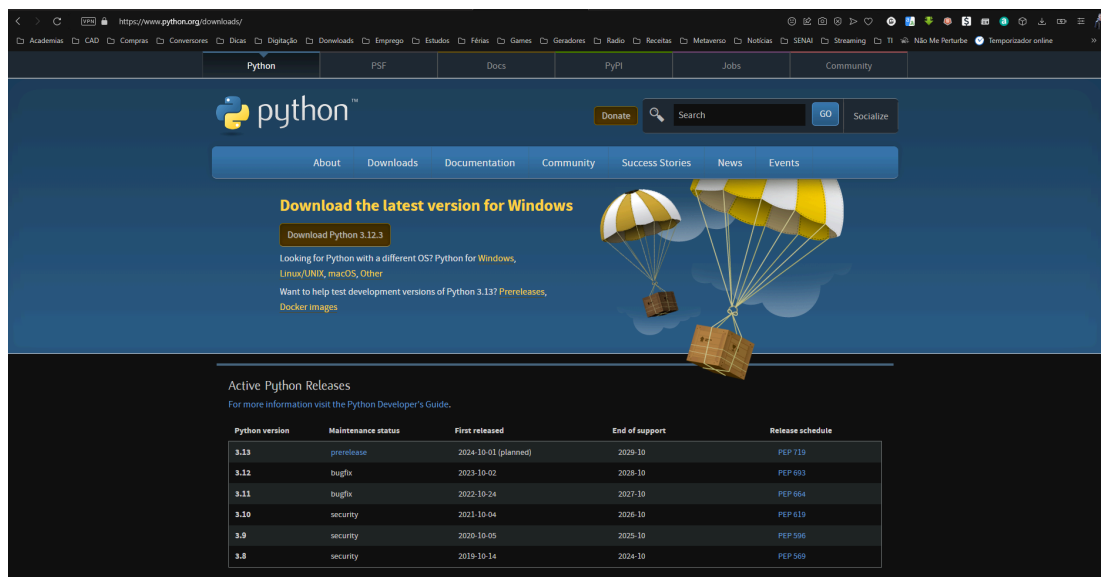 VPN https://www.python.org/downloads/
Academias CAD Compras Conversores Dicas Digitação Donwloads Emprego Estudos Férias Games Geradores Radio Receitas Metaverso Notícias SENAI Streaming TI Não Me Perturbe Temporizador online »
Python PSF Docs PyPI Jobs Community
python™
Donate Search GO Socialize
About Downloads Documentation Community Success Stories News Events
Download the latest version for Windows
Download Python 3.12.3
Looking for Python with a different OS? Python for Windows,
Linux/UNIX, macOS, Other
Want to help test development versions of Python 3.13? Prereleases,
Docker images
Active Python Releases
For more information visit the Python Developer's Guide.
Python version Maintenance status First released End of support Release schedule
3.13 prerelease 2024-10-01 (planned) 2029-10 PEP 719
3.12 bugfix 2023-10-02 2028-10 PEP 693
3.11 bugfix 2022-10-24 2027-10 PEP 664
3.10 security 2021-10-04 2026-10 PEP 619
3.9 security 2020-10-05 2025-10 PEP 596
3.8 security 2019-10-14 2024-10 PEP 569